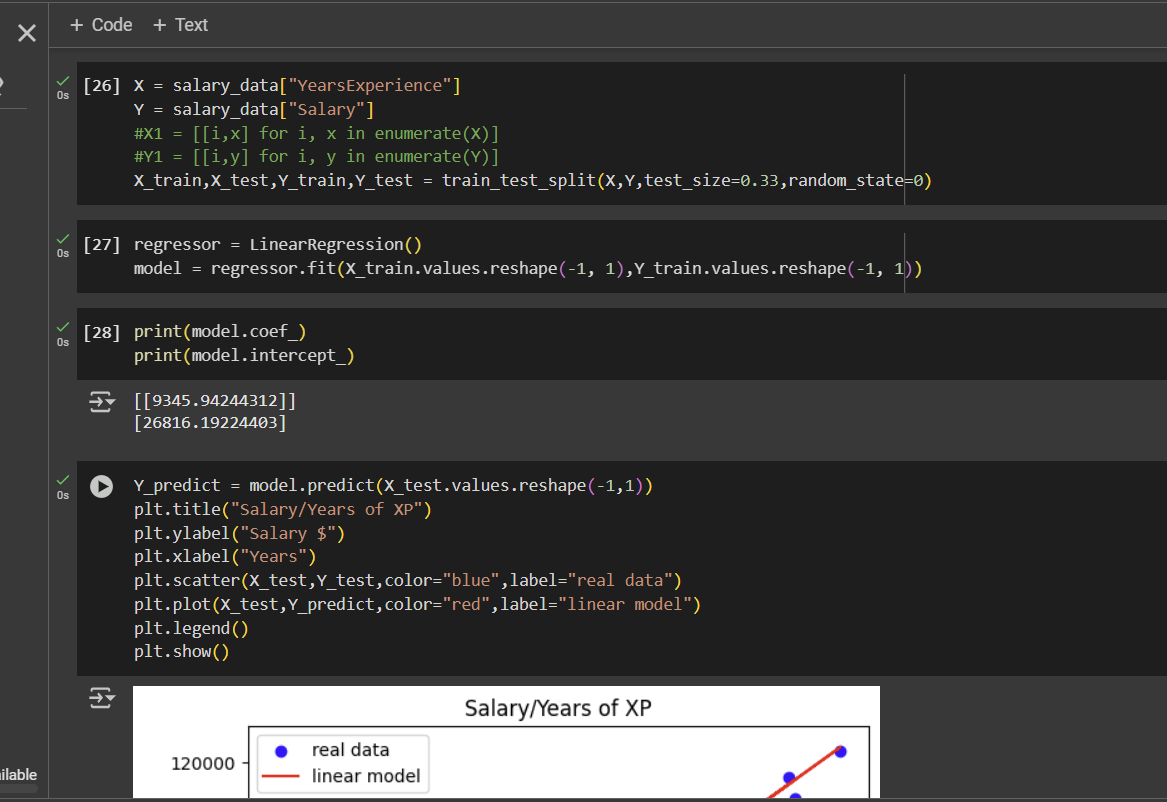 + Code + Text
[26] X = salary_data["YearsExperience"]
0s
Y = salary_data["Salary"]
#X1 = [[i,x] for i, x in enumerate(X)]
#Y1 = [[i,y] for i, y in enumerate(Y)]
X_train,X_test,Y_train,Y_test = train_test_split(X,Y,test_size=0.33,random_state=0)
[27] regressor = LinearRegression()
0s
model = regressor.fit(X_train.values.reshape(-1, 1),Y_train.values.reshape(-1, 1))
[28] print(model.coef_)
0s
print(model.intercept_)
[[9345.94244312]]
[26816.19224403]
Y_predict = model.predict(X_test.values.reshape(-1,1))
0s
plt.title("Salary/Years of XP")
plt.ylabel("Salary $")
plt.xlabel("Years")
plt.scatter(X_test,Y_test,color="blue",label="real data")
plt.plot(X_test,Y_predict,color="red",label="linear model")
plt.legend()
plt.show()
Salary/Years of XP
real data
120000
linear model
ilable